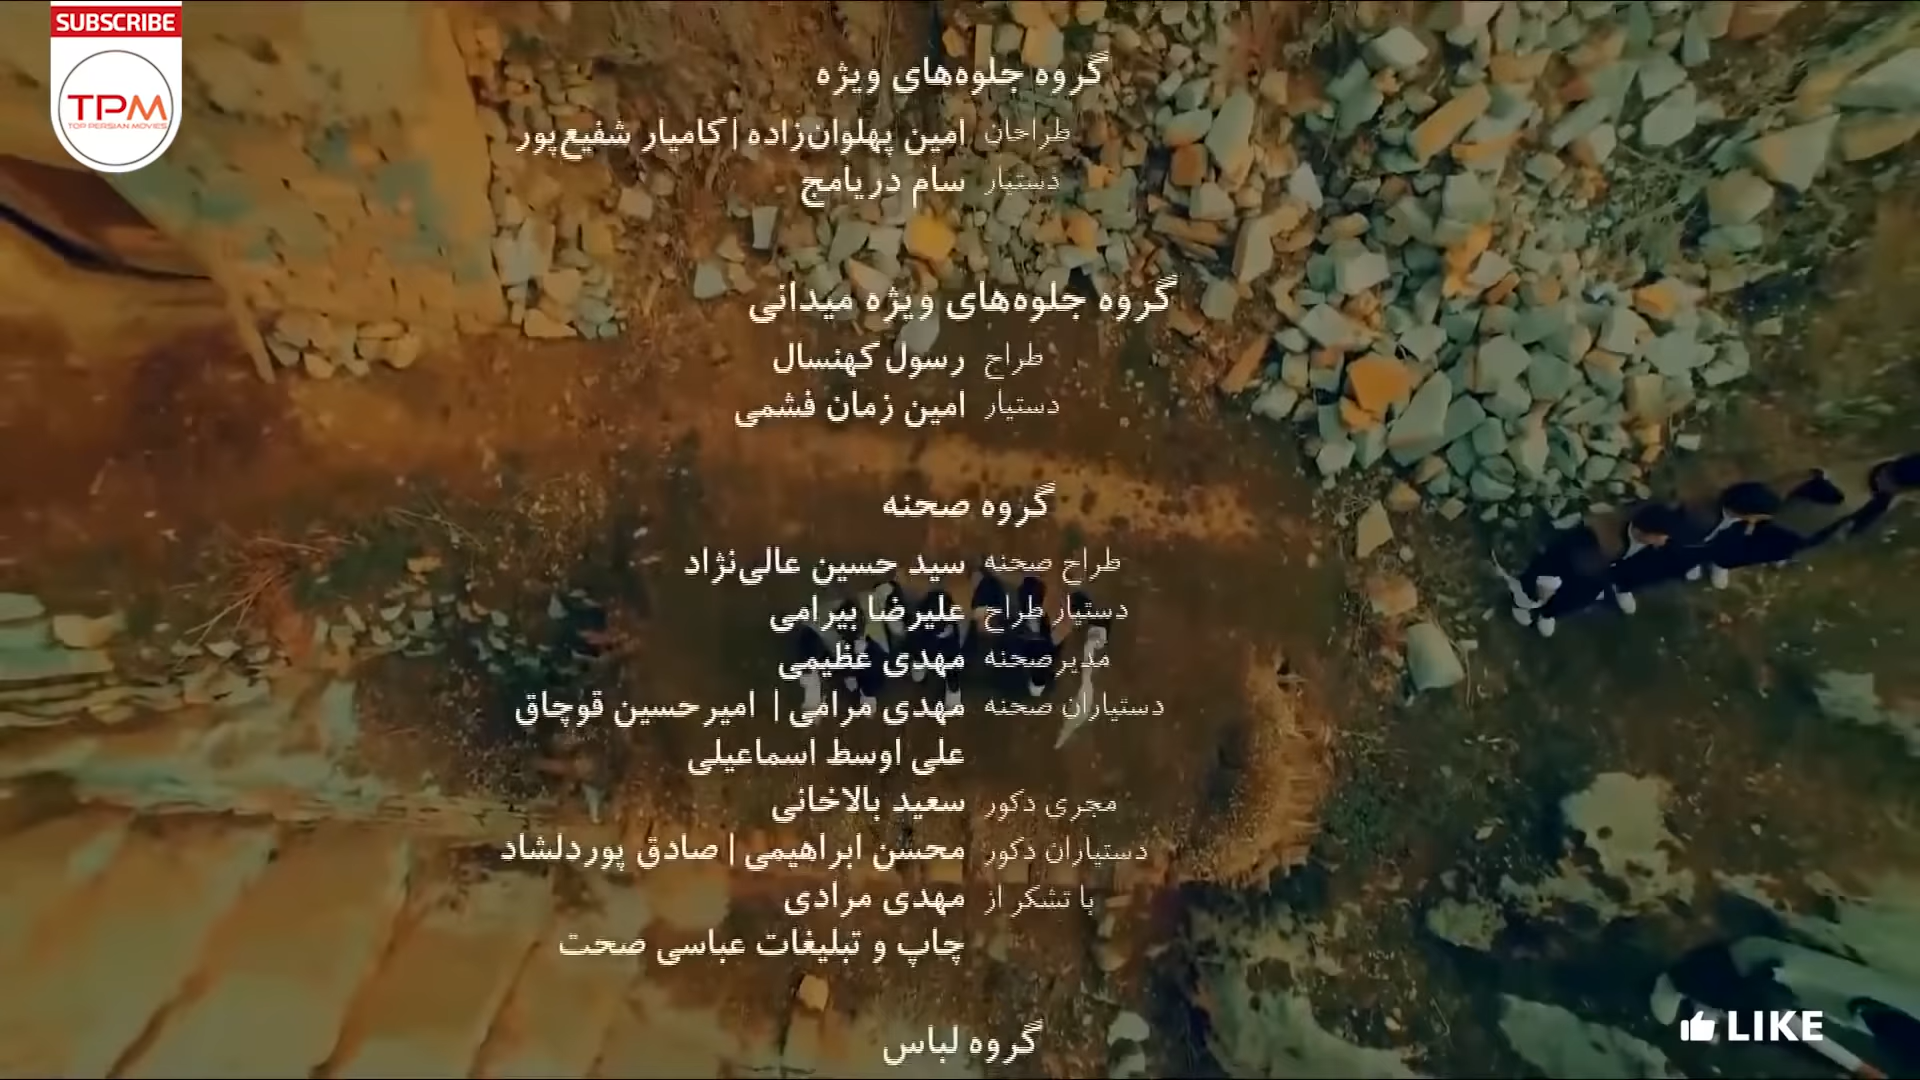 SUBSCRIBE
TPM
TOP PERSIAN MOVIES
گروه جلوه‌های ویژه
طراحان امین پهلوان‌زاده | کامیار شفیع‌پور
دستیار سام دریامج
گروه جلوه‌های ویژه میدانی
طراح رسول کهنسال
دستیار امین زمان فشمی
گروه صحنه
طراح صحنه سید حسین عالی‌نژاد
دستیار طراح علیرضا بیرامی
مدیرصحنه مهدی عظیمی
دستیاران صحنه مهدی مرامی | امیرحسین قوچاق
علی اوسط اسماعیلی
مجری دکور سعید بالاخانی
دستیاران دکور محسن ابراهیمی | صادق پوردلشاد
با تشکر از مهدی مرادی
چاپ و تبلیغات عباسی صحت
گروه لباس
LIKE